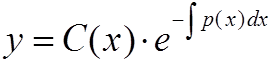 y = C(x) · e^{-∫p(x)dx}